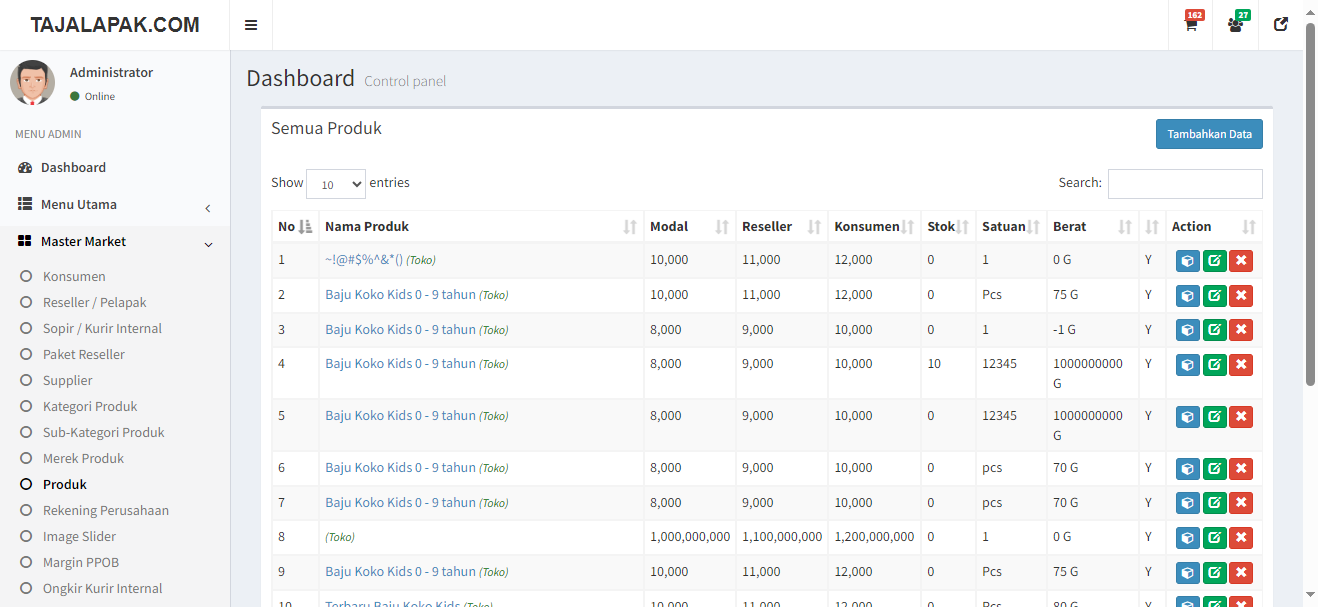 TAJALAPAK.COM
162
27
Administrator
Online
MENU ADMIN
Dashboard
Menu Utama
Master Market
Konsumen
Reseller / Pelapak
Sopir / Kurir Internal
Paket Reseller
Supplier
Kategori Produk
Sub-Kategori Produk
Merek Produk
Produk
Rekening Perusahaan
Image Slider
Margin PPOB
Ongkir Kurir Internal
Dashboard Control panel
Semua Produk
Tambahkan Data
Show 10 entries
Search:
No Nama Produk Modal Reseller Konsumen Stok Satuan Berat Action
1 ~!@#$%^&*() (Toko) 10,000 11,000 12,000 0 1 0 G
2 Baju Koko Kids 0 - 9 tahun (Toko) 10,000 11,000 12,000 0 Pcs 75 G Y
3 Baju Koko Kids 0 - 9 tahun (Toko) 8,000 9,000 10,000 0 1 -1 G Y
4 Baju Koko Kids 0 - 9 tahun (Toko) 8,000 9,000 10,000 10 12345 1000000000 Y
G
5 Baju Koko Kids 0 - 9 tahun (Toko) 8,000 9,000 10,000 0 12345 1000000000 Y
G
6 Baju Koko Kids 0 - 9 tahun (Toko) 8,000 9,000 10,000 0 pcs 70 G Y
7 Baju Koko Kids 0 - 9 tahun (Toko) 8,000 9,000 10,000 0 pcs 70 G Y
8 (Toko) 1,000,000,000 1,100,000,000 1,200,000,000 0 1 0 G Y
9 Baju Koko Kids 0 - 9 tahun (Toko) 10,000 11,000 12,000 0 Pcs 75 G Y
10 Terbaru Baju Koko Kids (Toko) 10,000 11,000 12,000 0 Pcs 80 G Y